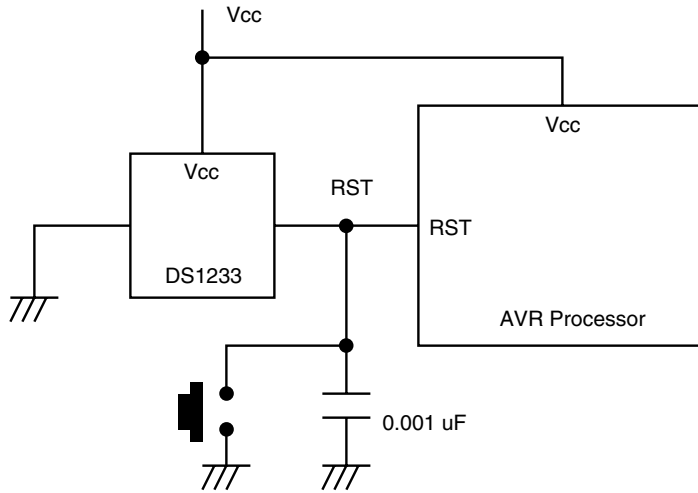 Vcc
Vcc
Vcc
RST
RST
DS1233
AVR Processor
0.001 uF